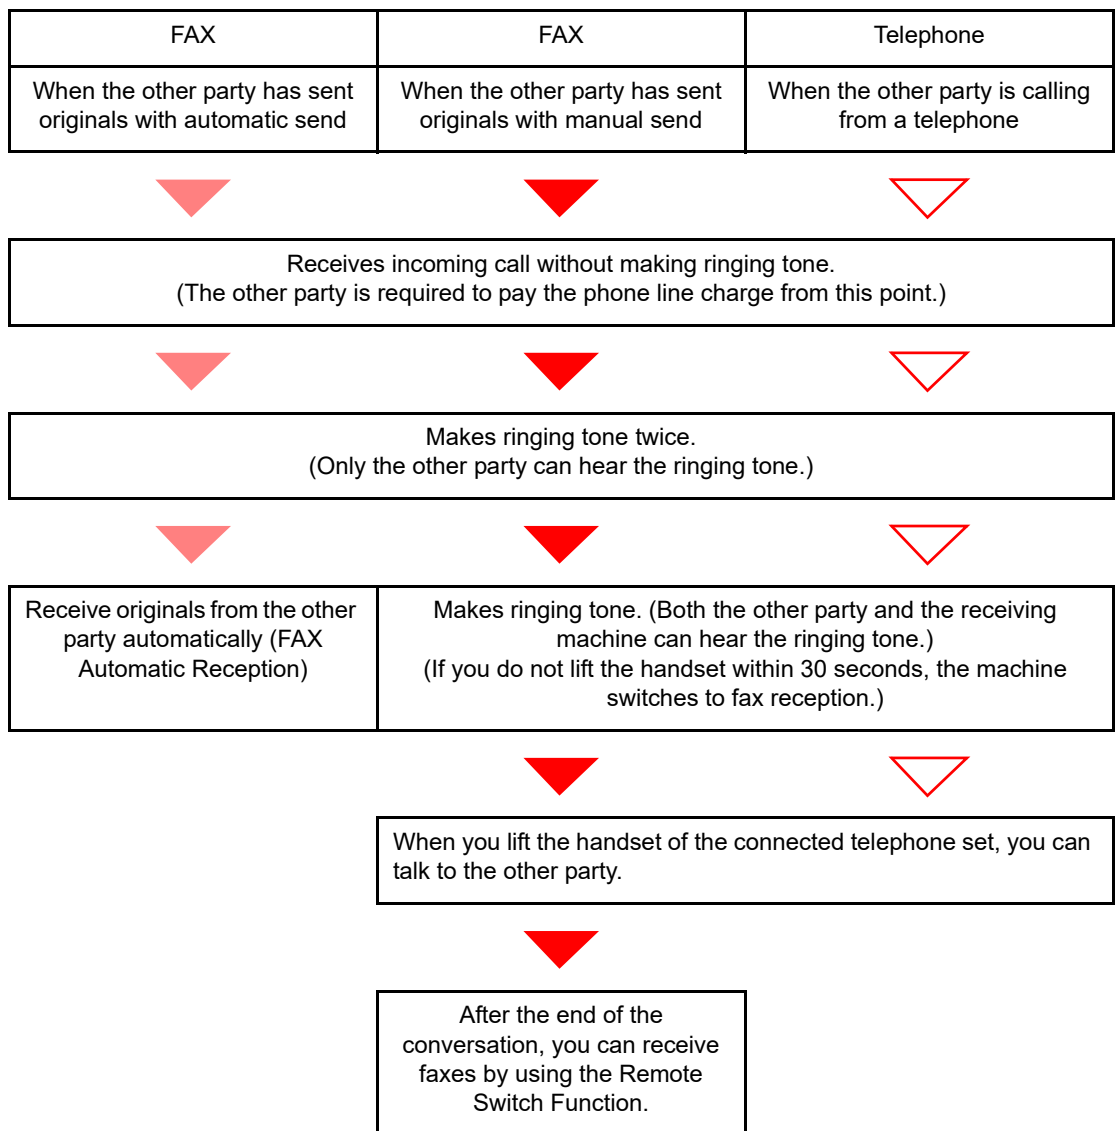 FAX
FAX
Telephone
When the other party has sent
originals with automatic send
When the other party has sent
originals with manual send
When the other party is calling
from a telephone
Receives incoming call without making ringing tone.
(The other party is required to pay the phone line charge from this point.)
Makes ringing tone twice.
(Only the other party can hear the ringing tone.)
Receive originals from the other
party automatically (FAX
Automatic Reception)
Makes ringing tone. (Both the other party and the receiving
machine can hear the ringing tone.)
(If you do not lift the handset within 30 seconds, the machine
switches to fax reception.)
When you lift the handset of the connected telephone set, you can
talk to the other party.
After the end of the
conversation, you can receive
faxes by using the Remote
Switch Function.